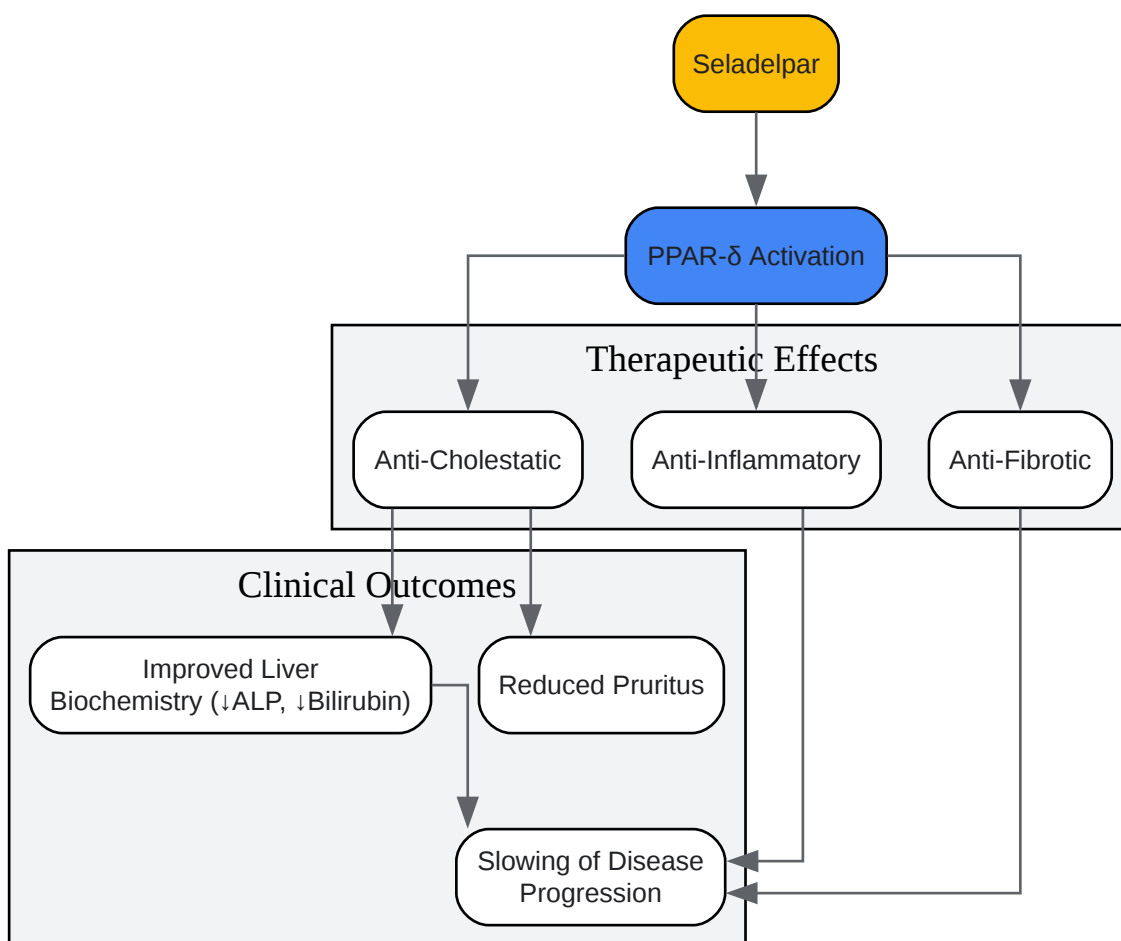 Seladelpar
PPAR-δ Activation
Therapeutic Effects
Anti-Cholestatic
Anti-Inflammatory
Anti-Fibrotic
Clinical Outcomes
Improved Liver
Biochemistry (↓ALP, ↓Bilirubin)
Reduced Pruritus
Slowing of Disease
Progression